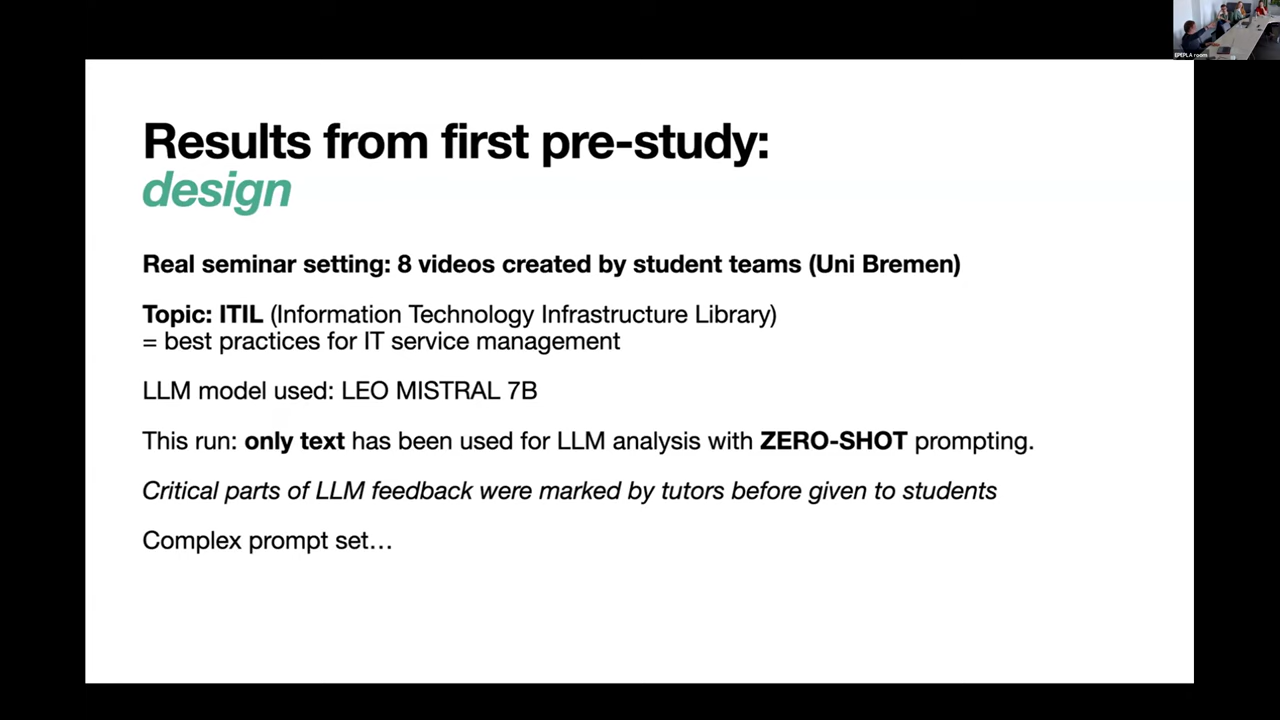 EPEPLA room
Results from first pre-study:
design
Real seminar setting: 8 videos created by student teams (Uni Bremen)
Topic: ITIL (Information Technology Infrastructure Library)
= best practices for IT service management
LLM model used: LEO MISTRAL 7B
This run: only text has been used for LLM analysis with ZERO-SHOT prompting.
Critical parts of LLM feedback were marked by tutors before given to students
Complex prompt set…